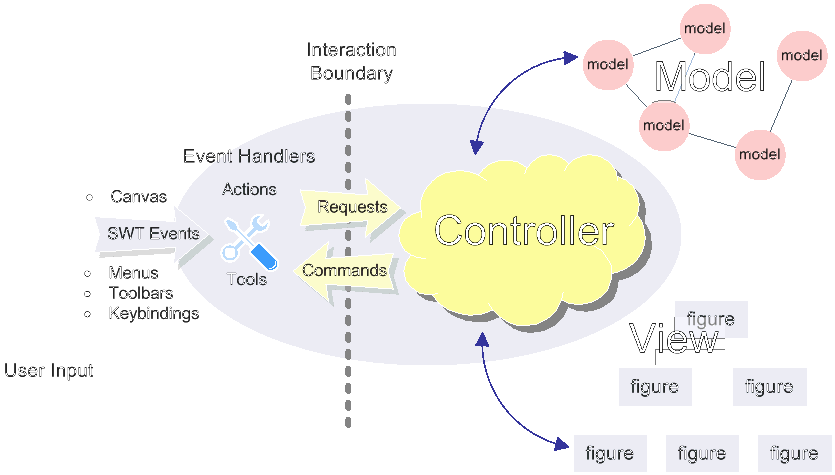 Interaction
Boundary
Event Handlers
Actions
Canvas
SWT Events
Menus
Toolbars
Keybindings
Tools
User Input
Requests
Commands
Controller
model
model
model
Model
model
model
figure
View
figure
figure
figure
figure
figure